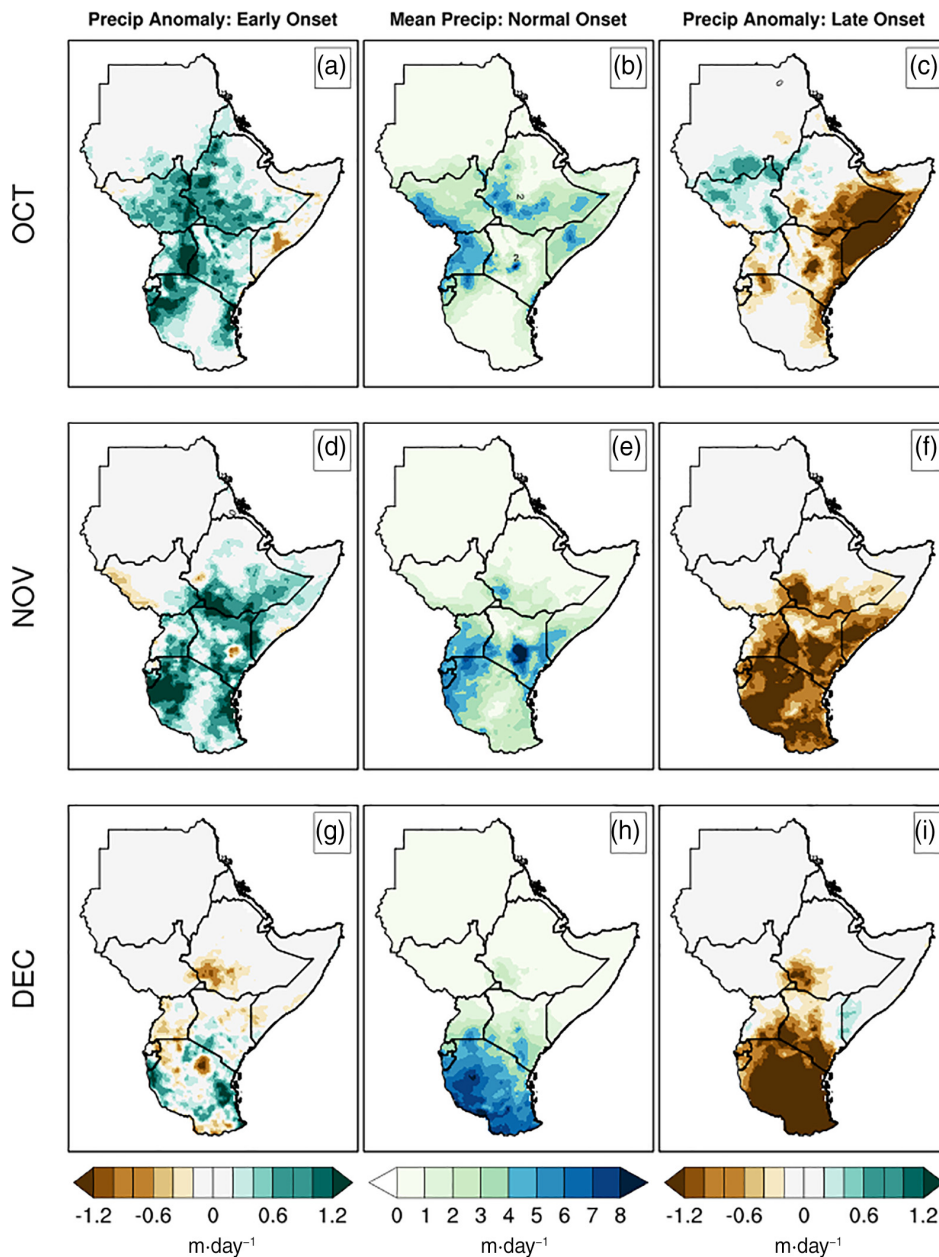 Precip Anomaly: Early Onset Mean Precip: Normal Onset Precip Anomaly: Late Onset
OCT
(a) (b) (c)
2
2
NOV
(d) (e) (f)
DEC
(g) (h) (i)
-1.2 -0.6 0 0.6 1.2 0 1 2 3 4 5 6 7 8 -1.2 -0.6 0 0.6 1.2
m·day⁻¹ m·day⁻¹ m·day⁻¹